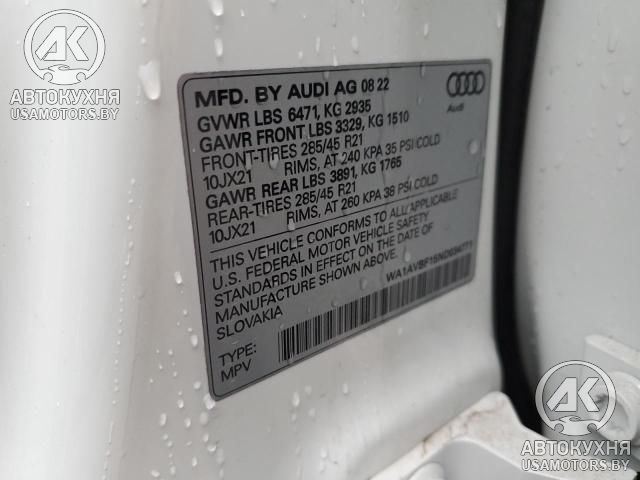 АК
АВТОКУХНЯ
USAMOTORS.BY
MFD. BY AUDI AG 08 22
GVWR LBS 6471, KG 2935
GAWR FRONT LBS 3329, KG 1510
FRONT-TIRES 285/45 R21
10JX21 RIMS, AT 240 KPA 35 PSI COLD
GAWR REAR LBS 3891, KG 1765
REAR-TIRES 285/45 R21
10JX21 RIMS, AT 260 KPA 38 PSI COLD
THIS VEHICLE CONFORMS TO ALL APPLICABLE
U.S. FEDERAL MOTOR VEHICLE SAFETY
STANDARDS IN EFFECT ON THE DATE OF
MANUFACTURE SHOWN ABOVE.
SLOVAKIA
TYPE:
MPV
Audi
АК
АВТОКУХНЯ
USAMOTORS.BY